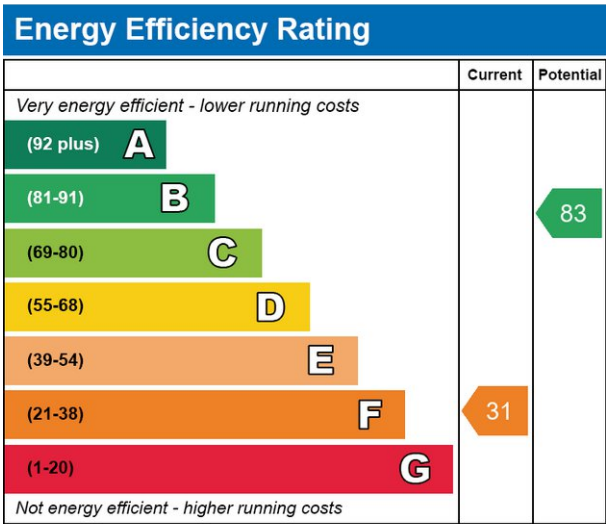 Energy Efficiency Rating
Current Potential
Very energy efficient - lower running costs
(92 plus) A
(81-91) B
83
(69-80) C
(55-68) D
(39-54) E
(21-38) F
31
(1-20) G
Not energy efficient - higher running costs